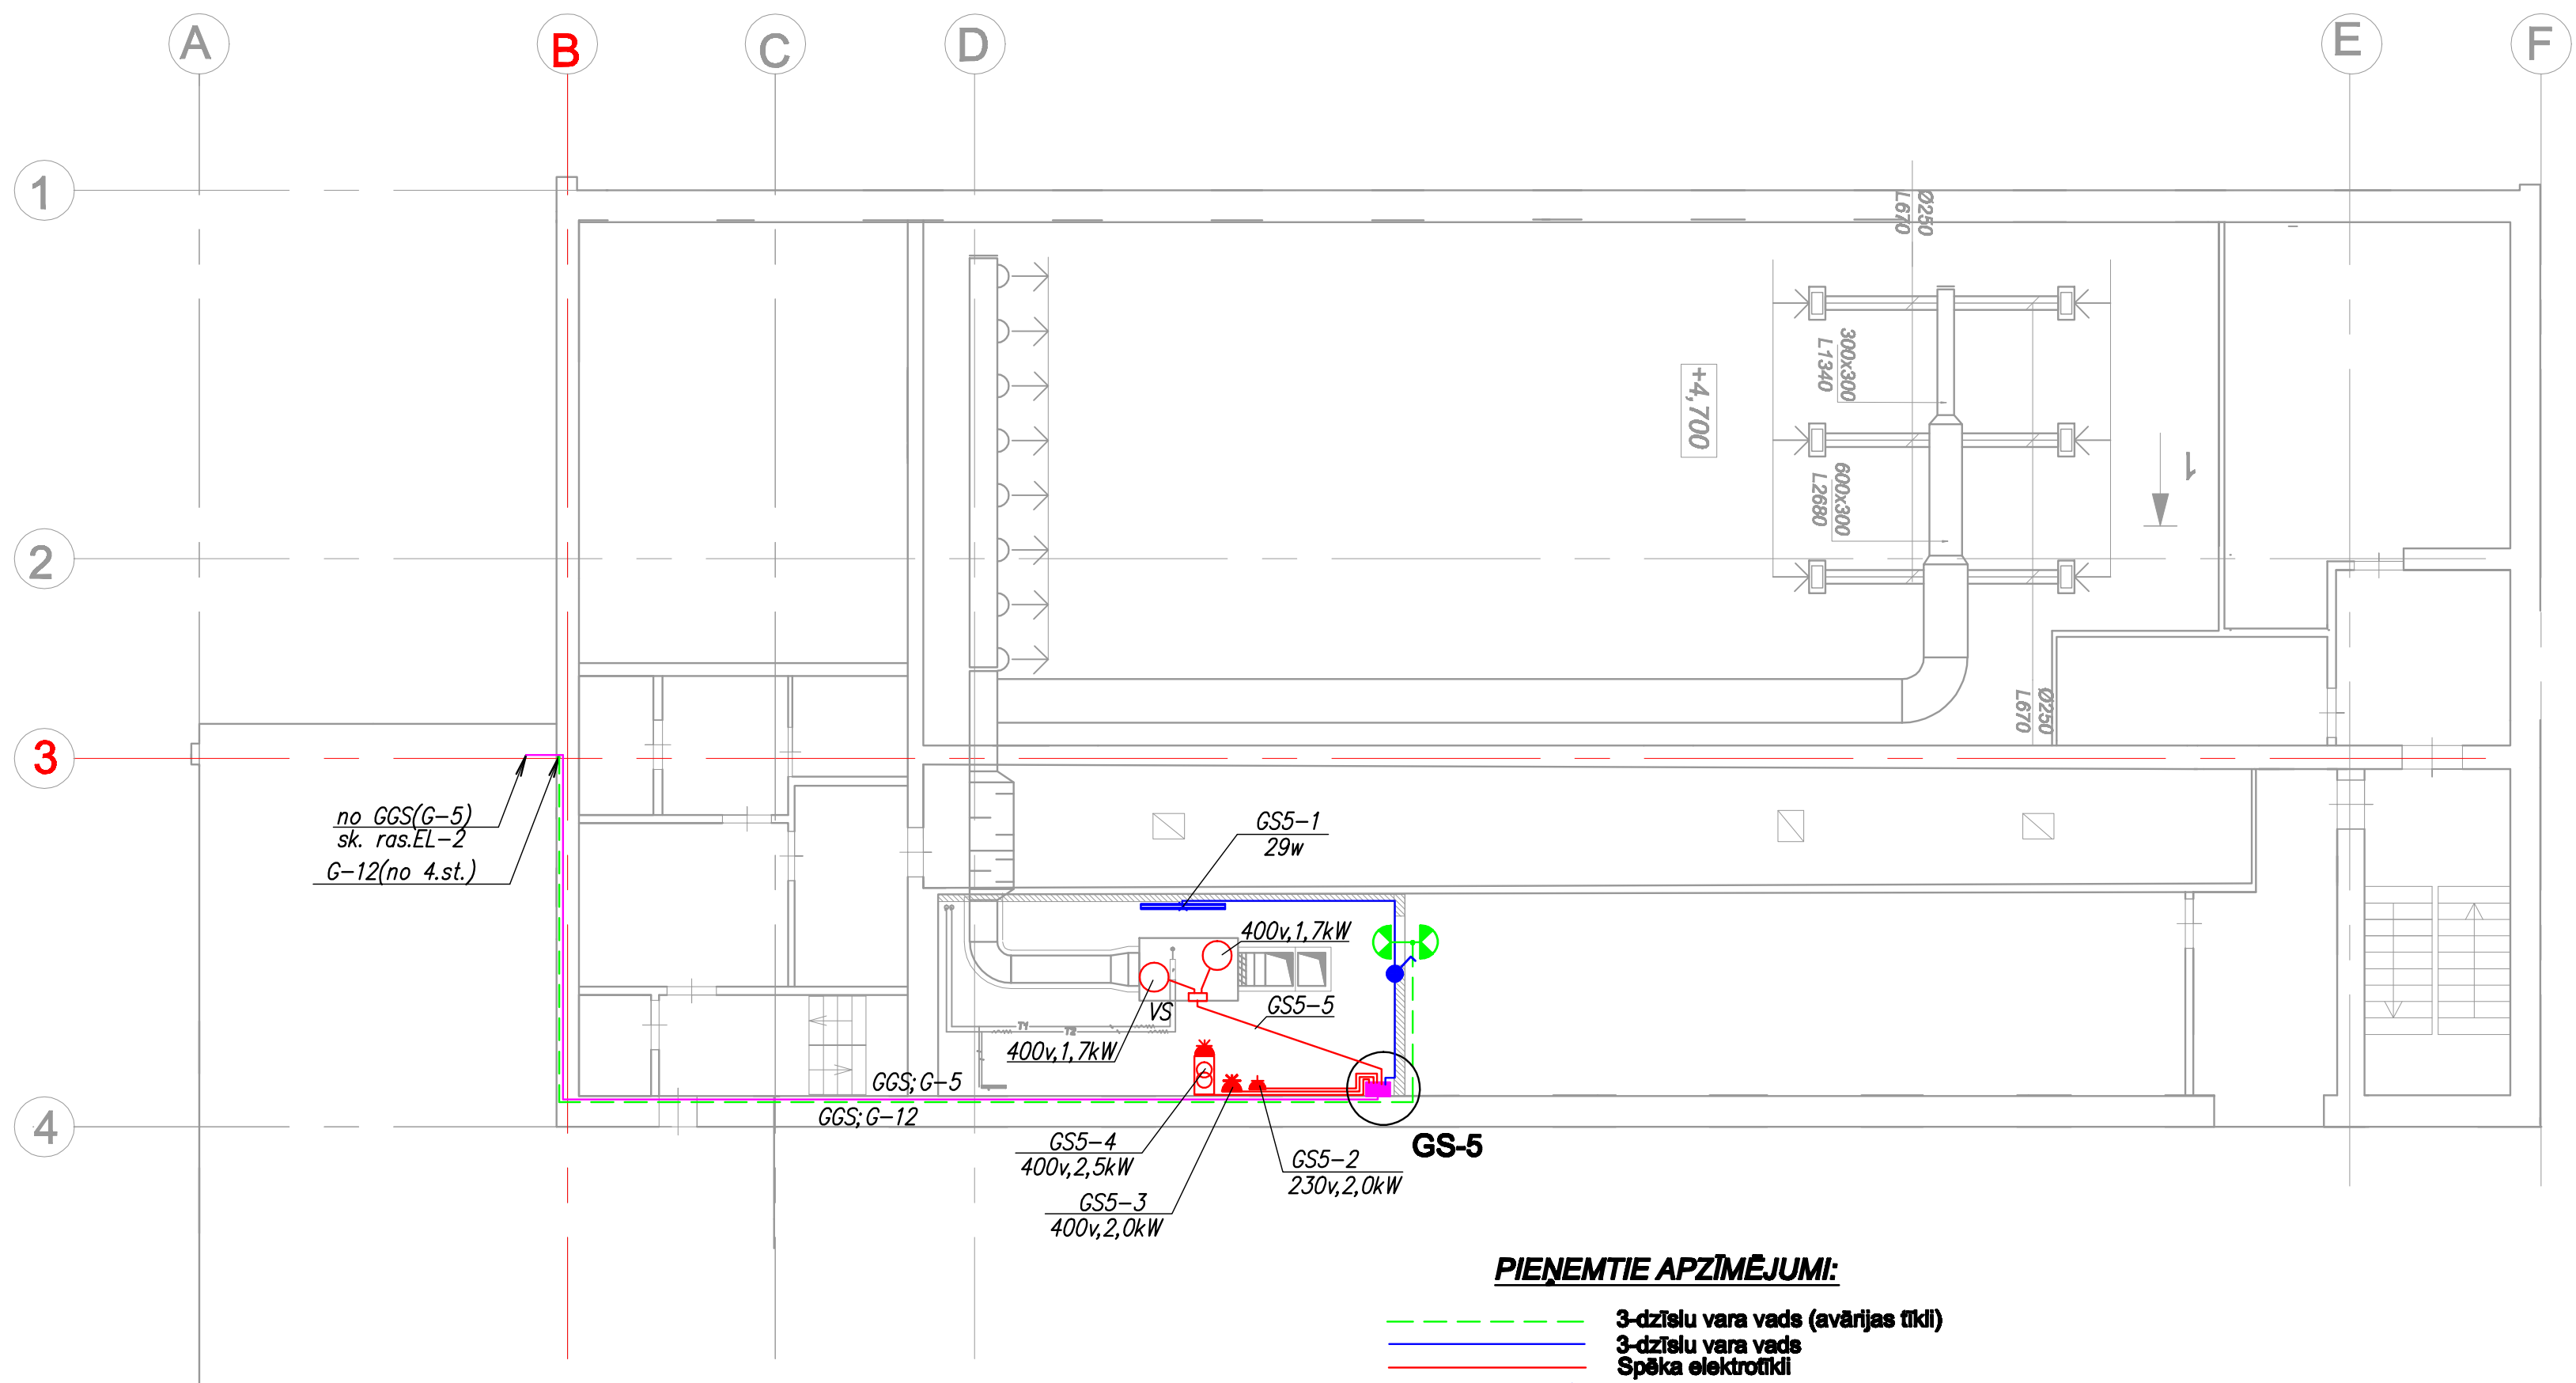 A
B
C
D
E
F
1
2
3
4
Ø250
L670
300x300
L1340
+4,700
600x300
L2680
1
Ø250
L670
no GGS(G-5)
sk. ras.EL-2
G-12(no 4.st.)
GS5-1
29w
400v,1,7kW
VS
GS5-5
T1
T2
400v,1,7kW
GGS;G-5
GGS;G-12
GS5-4
400v,2,5kW
GS5-3
400v,2,0kW
GS5-2
230v,2,0kW
GS-5
PIEŅEMTIE APZĪMĒJUMI:
3-dzīslu vara vads (avārijas tīkli)
3-dzīslu vara vads
Spēka elektrotīkli